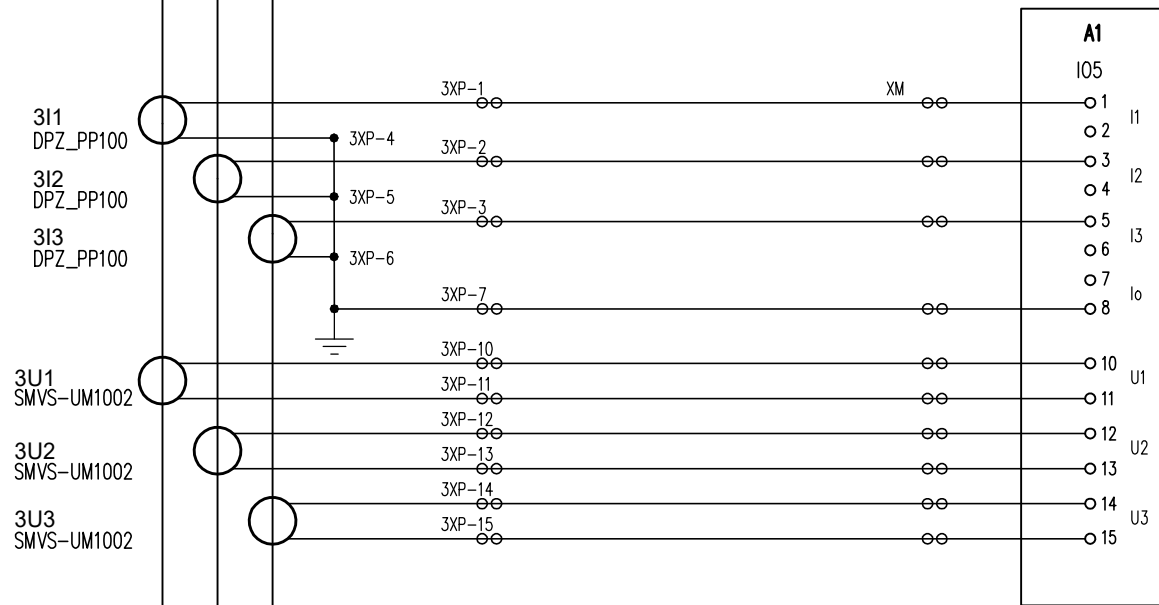 A1
IO5
3XP-1
XM
1
3I1
DPZ_PP100
I1
2
3XP-4
3XP-2
3
3I2
DPZ_PP100
I2
4
3XP-5
3XP-3
5
3I3
DPZ_PP100
I3
6
3XP-6
7
3XP-7
Io
8
3XP-10
10
3U1
SMVS-UM1002
U1
3XP-11
11
3XP-12
12
3U2
SMVS-UM1002
U2
3XP-13
13
3XP-14
14
3U3
SMVS-UM1002
U3
3XP-15
15